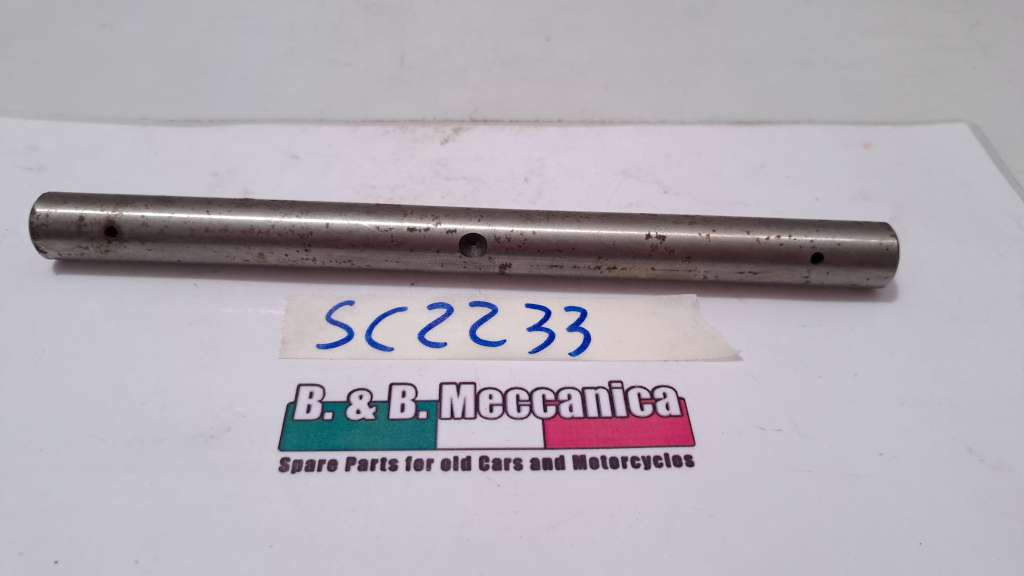 SC2233
B. & B. Meccanica
Spare Parts for old Cars and Motorcycles